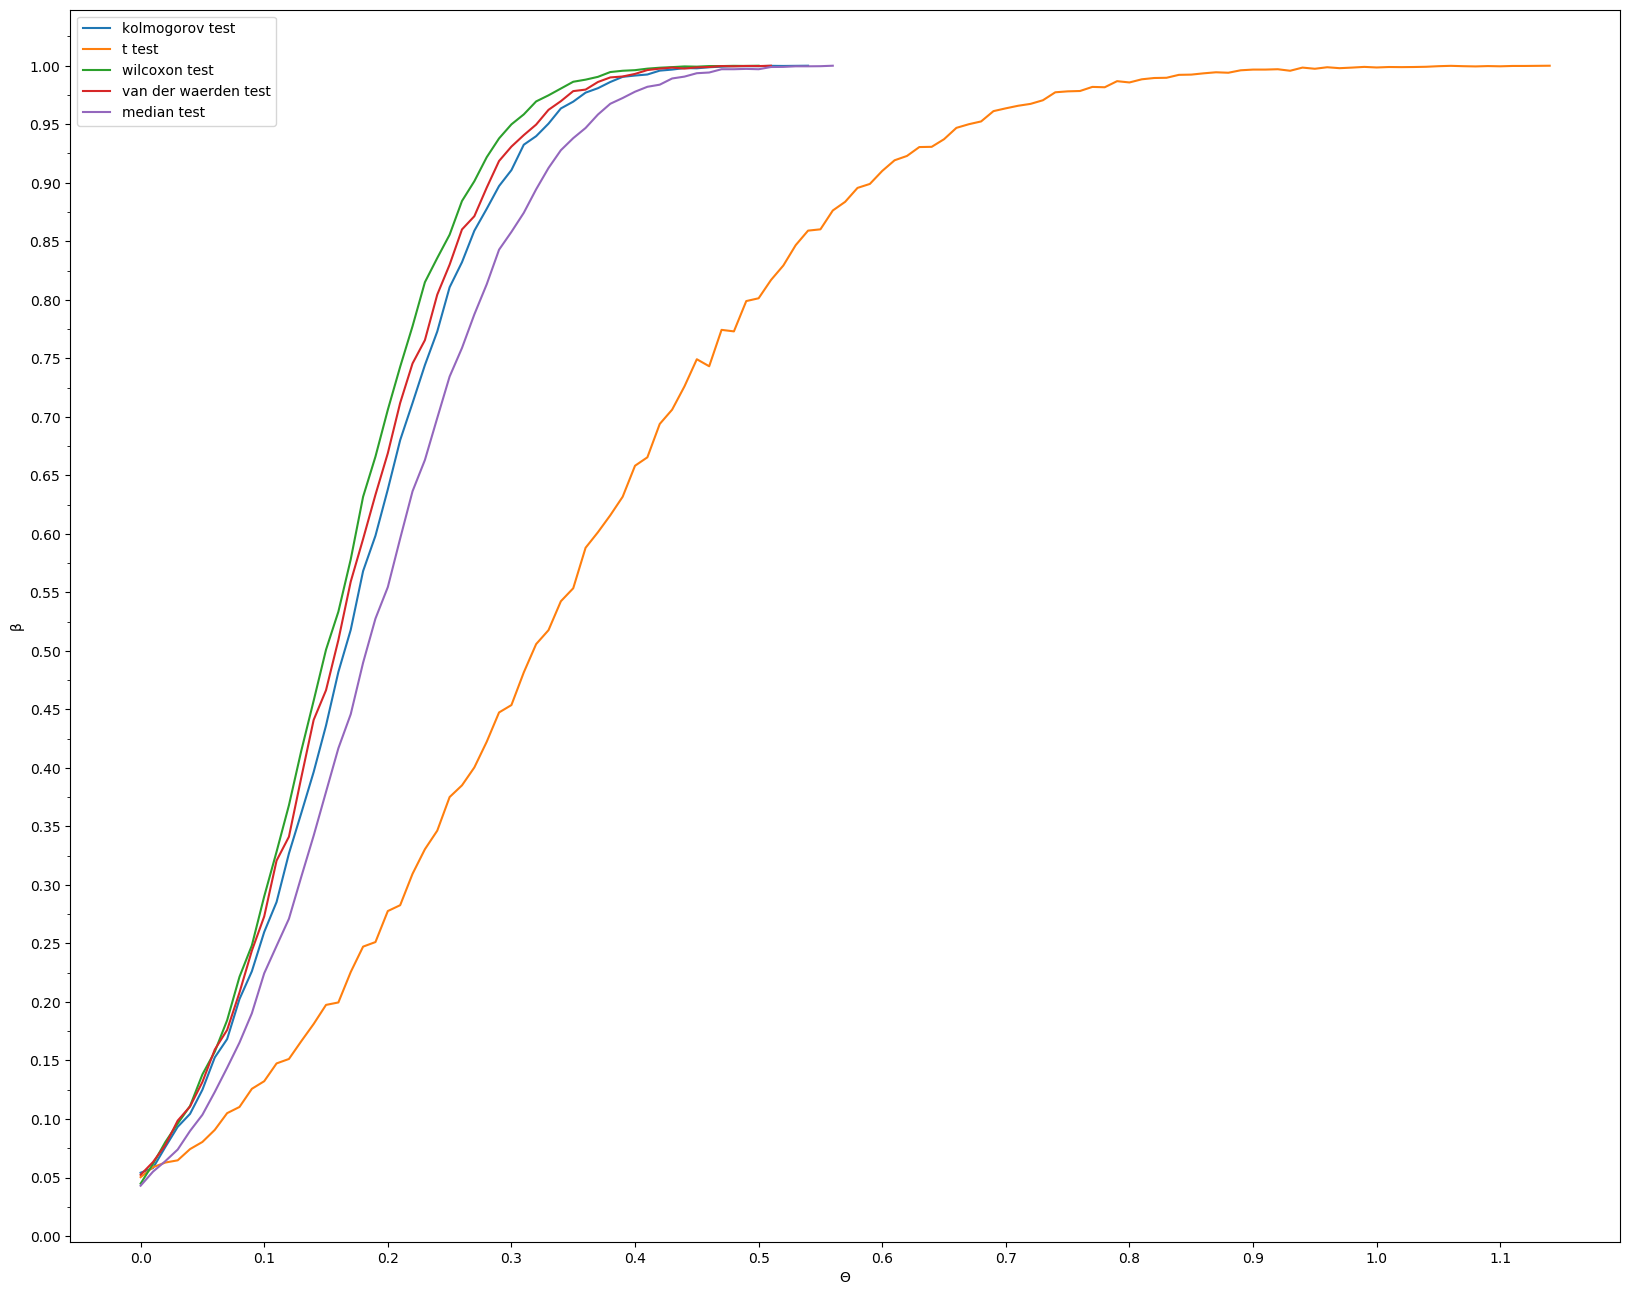 kolmogorov test
t test
wilcoxon test
van der waerden test
median test
1.00
0.95
0.90
0.85
0.80
0.75
0.70
0.65
0.60
0.55
0.50
0.45
0.40
0.35
0.30
0.25
0.20
0.15
0.10
0.05
0.00
β
0.0 0.1 0.2 0.3 0.4 0.5 0.6 0.7 0.8 0.9 1.0 1.1
Θ